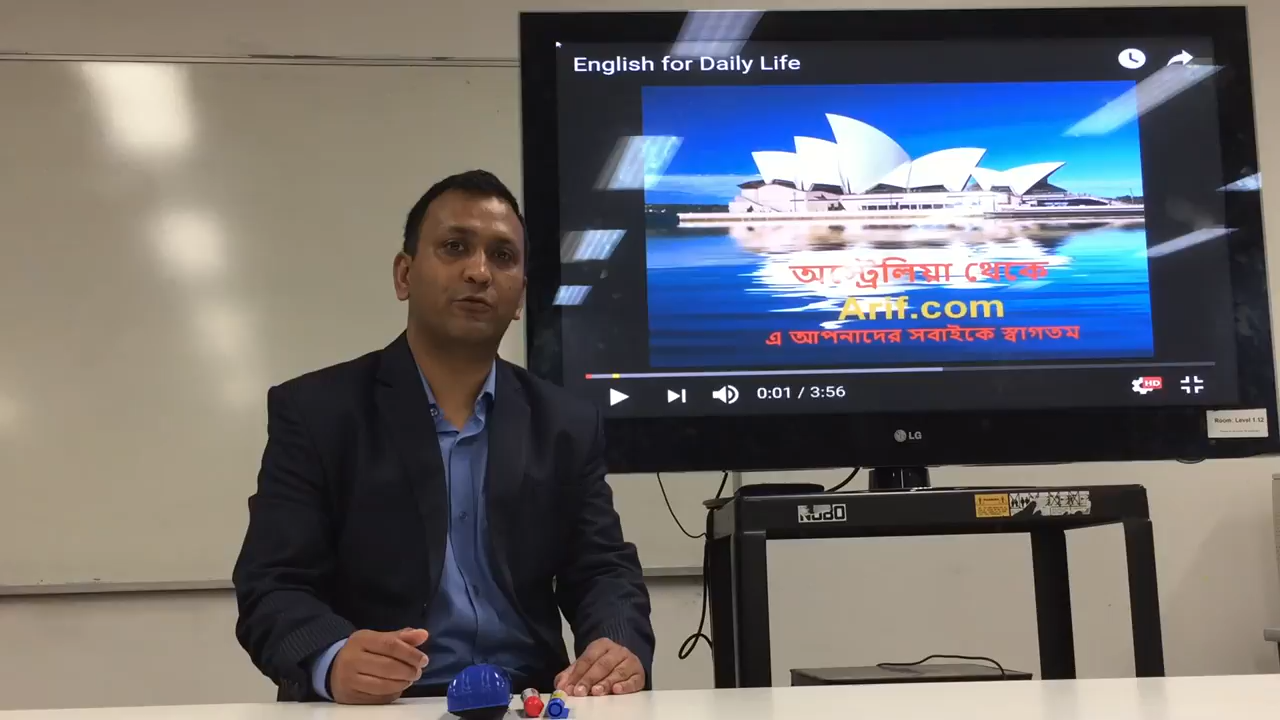 English for Daily Life
অস্ট্রেলিয়া থেকে
Arif.com
এ আপনাদের সবাইকে স্বাগতম
0:01 / 3:56
HD
LG
Room: Level 1.12